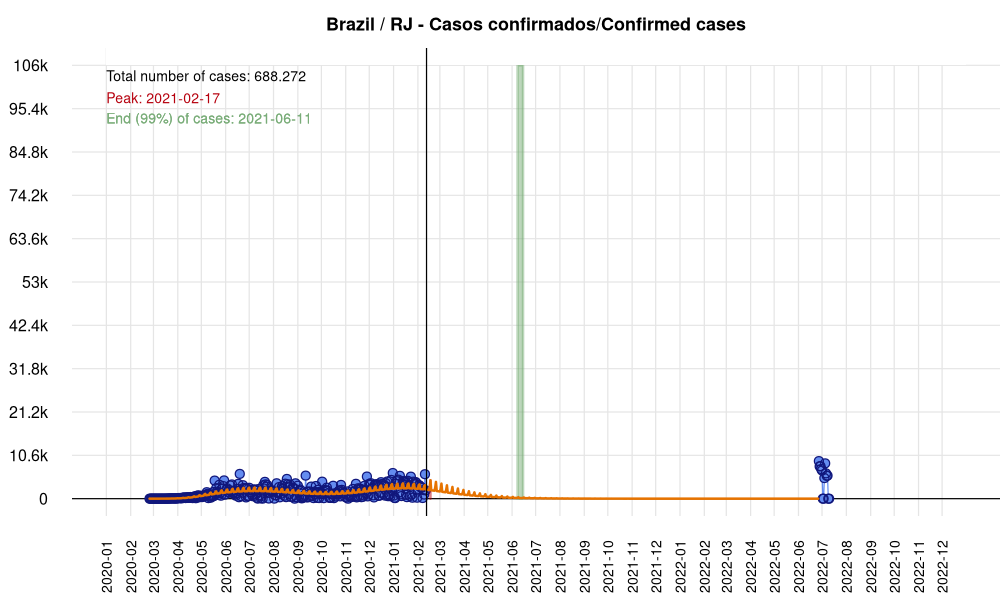 Brazil / RJ - Casos confirmados/Confirmed cases
106k
95.4k
84.8k
74.2k
63.6k
53k
42.4k
31.8k
21.2k
10.6k
0
Total number of cases: 688.272
Peak: 2021-02-17
End (99%) of cases: 2021-06-11
2020-01
2020-02
2020-03
2020-04
2020-05
2020-06
2020-07
2020-08
2020-09
2020-10
2020-11
2020-12
2021-01
2021-02
2021-03
2021-04
2021-05
2021-06
2021-07
2021-08
2021-09
2021-10
2021-11
2021-12
2022-01
2022-02
2022-03
2022-04
2022-05
2022-06
2022-07
2022-08
2022-09
2022-10
2022-11
2022-12